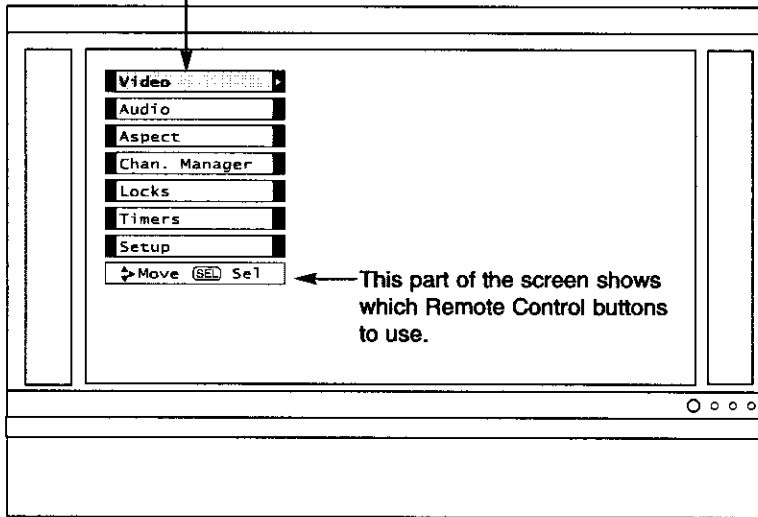 Video
Audio
Aspect
Chan. Manager
Locks
Timers
Setup
Move SEL Sel
This part of the screen shows
which Remote Control buttons
to use.